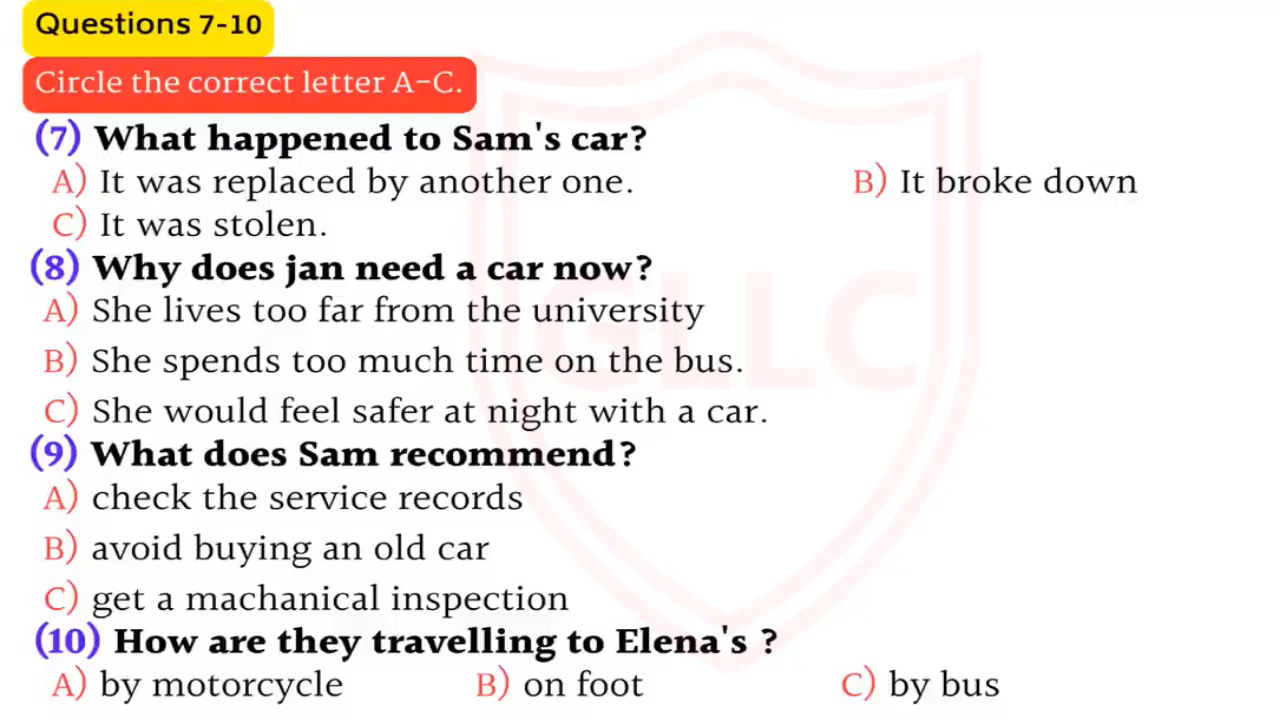 Questions 7-10
Circle the correct letter A-C.
(7) What happened to Sam's car?
A) It was replaced by another one. B) It broke down
C) It was stolen.
(8) Why does jan need a car now?
A) She lives too far from the university
B) She spends too much time on the bus.
C) She would feel safer at night with a car.
(9) What does Sam recommend?
A) check the service records
B) avoid buying an old car
C) get a machanical inspection
(10) How are they travelling to Elena's ?
A) by motorcycle B) on foot C) by bus
GLLC